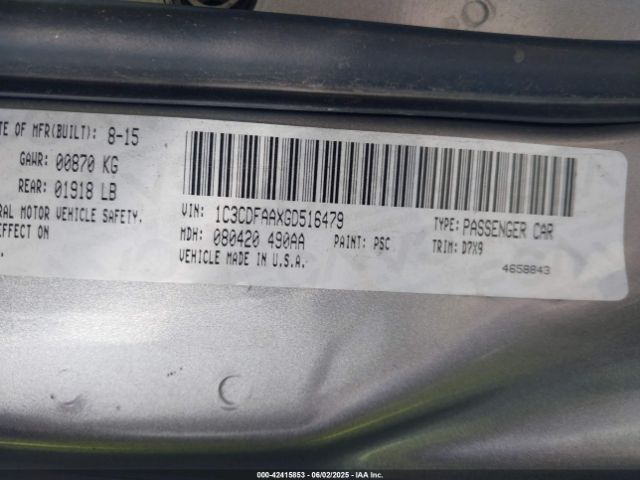 TE OF MFR(BUILT): 8-15
GAWR: 00870 KG
REAR: 01918 LB
RAL MOTOR VEHICLE SAFETY.
EFFECT ON
VIN: 1C3CDFAAXGD516479
TYPE: PASSENGER CAR
MDH: 080420 490AA PAINT: PSC
TRIM: D7X9
VEHICLE MADE IN U.S.A.
4658843
000-42415853 - 06/02/2025 - IAA Inc.